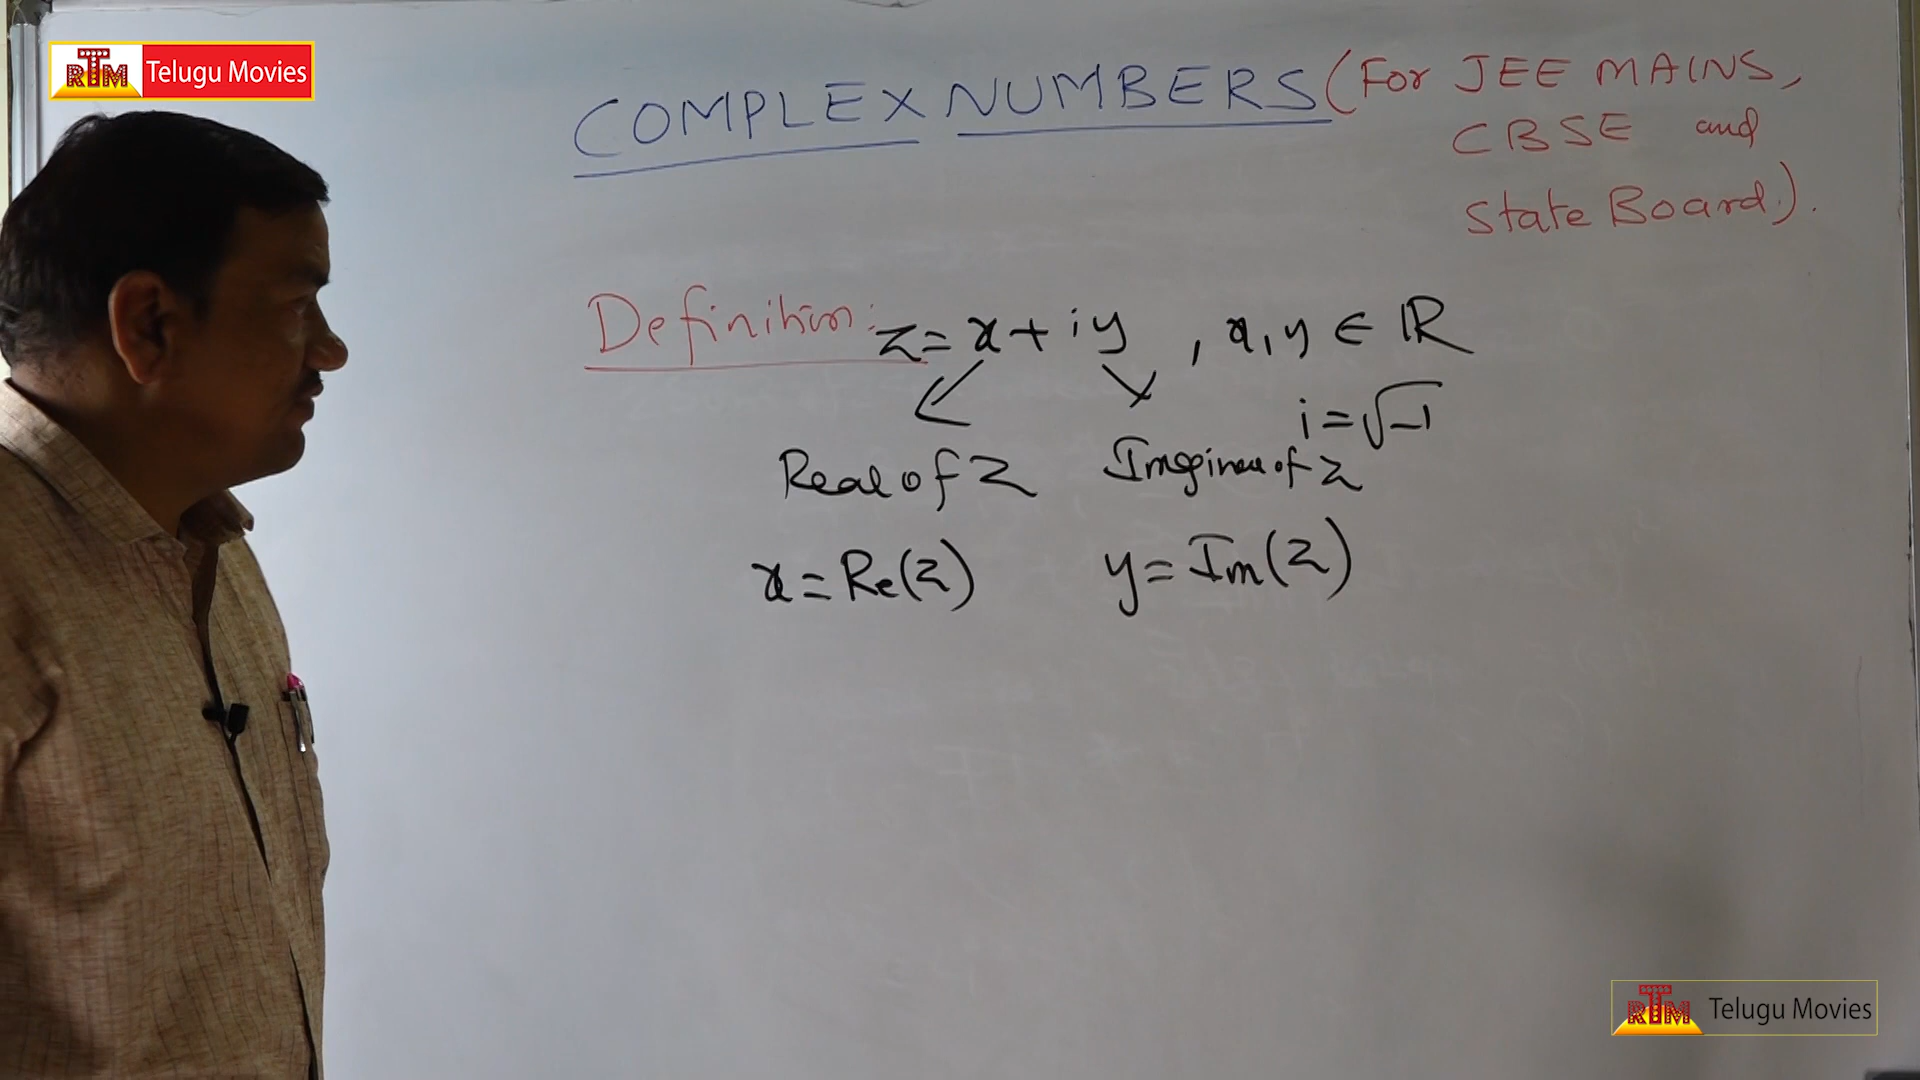 RTM Telugu Movies
COMPLEX NUMBERS (For JEE MAINS,
CBSE and
State Board.).
Definition: z = x + iy , x, y ∈ ℝ
i = √-1
Real of z Imaginary of z
x = Re(z) y = Im(z)
RTM Telugu Movies